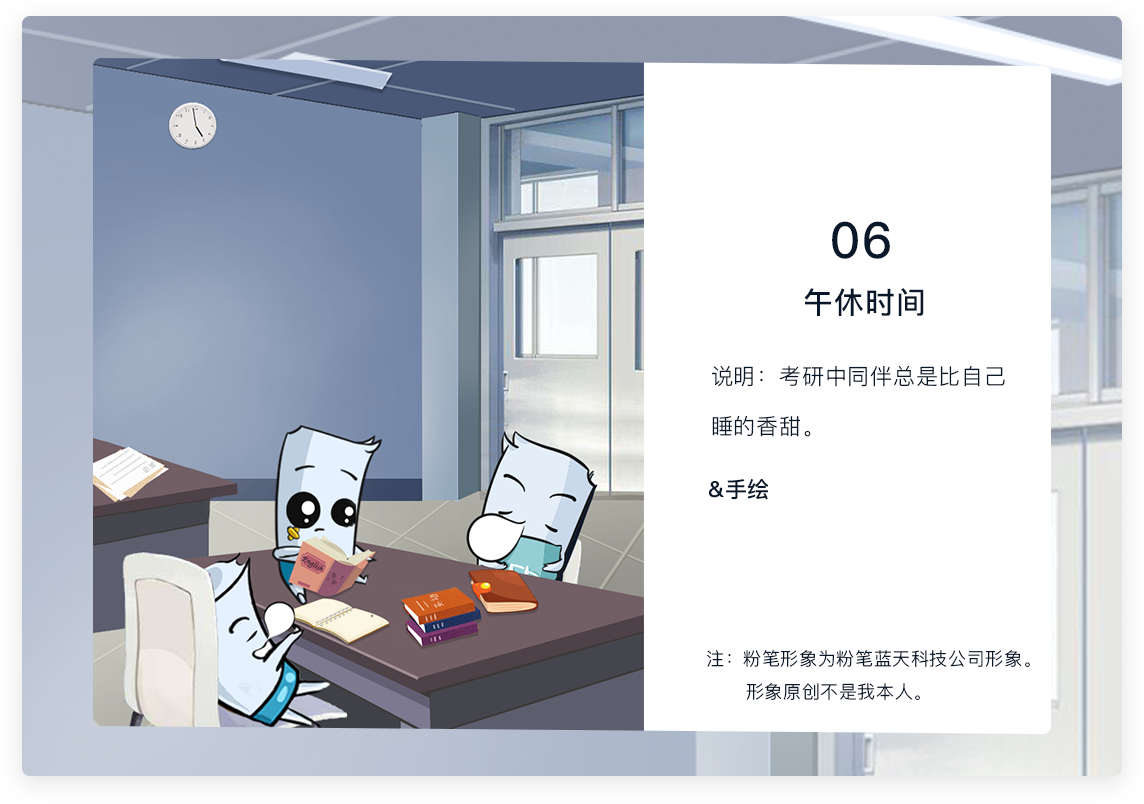 06
午休时间
说明：考研中同伴总是比自己
睡的香甜。
&手绘
English
注：粉笔形象为粉笔蓝天科技公司形象。
形象原创不是我本人。